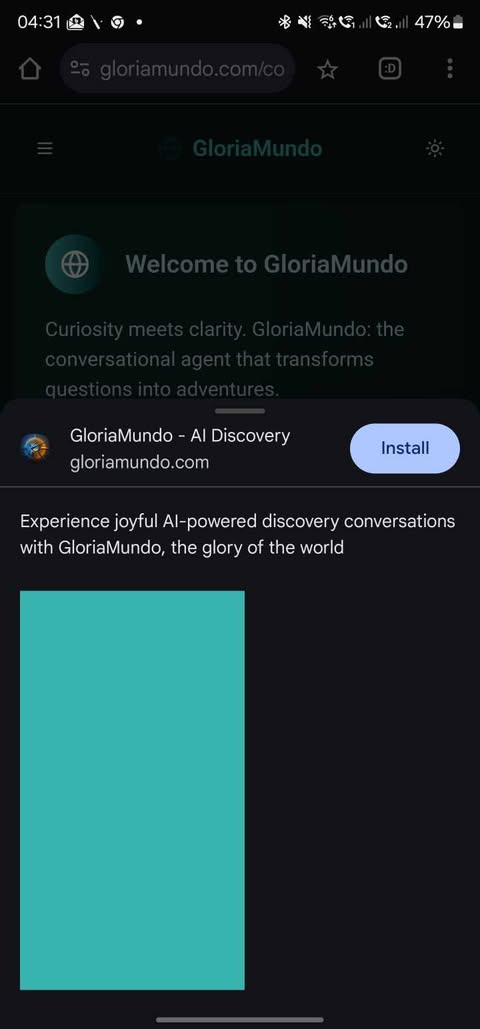 04:31
47%
gloriamundo.com/co
:D
GloriaMundo
Welcome to GloriaMundo
Curiosity meets clarity. GloriaMundo: the
conversational agent that transforms
questions into adventures.
GloriaMundo - AI Discovery
gloriamundo.com
Install
Experience joyful AI-powered discovery conversations
with GloriaMundo, the glory of the world